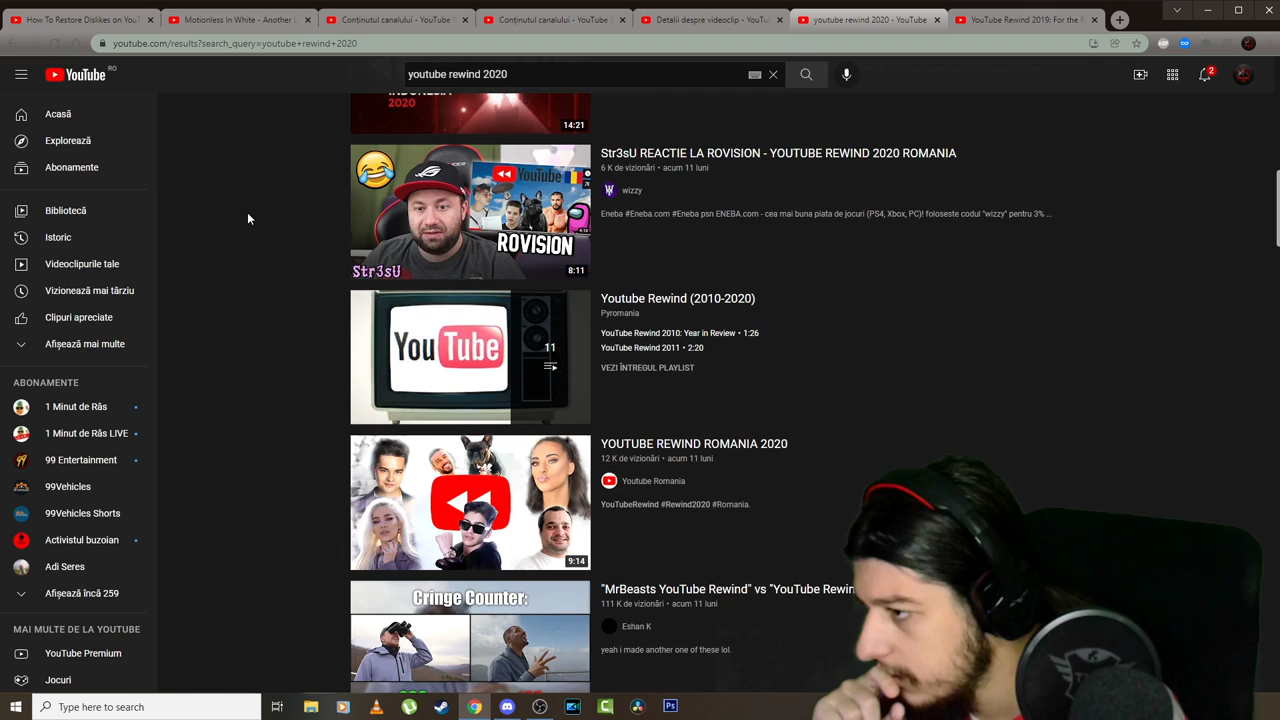 How To Restore Dislikes on You
Motionless In White - Another L
Conținutul canalului - YouTube
Conținutul canalului - YouTube
Detalii despre videoclip - YouTub
youtube rewind 2020 - YouTube
YouTube Rewind 2019: For the
youtube.com/results?search_query=youtube+rewind+2020
YouTube RO
youtube rewind 2020
2
Acasă
Explorează
Abonamente
Bibliotecă
Istoric
Videoclipurile tale
Vizionează mai târziu
Clipuri apreciate
Afișează mai multe
ABONAMENTE
1 Minut de Râs
1 Minut de Râs LIVE
99 Entertainment
99Vehicles
99Vehicles Shorts
Activistul buzoian
Adi Seres
Afișează încă 259
MAI MULTE DE LA YOUTUBE
YouTube Premium
Jocuri
INDONESIA
2020
14:21
YouTube
ROVISION
Str3sU
8:11
Str3sU REACTIE LA ROVISION - YOUTUBE REWIND 2020 ROMANIA
6 K de vizionări • acum 11 luni
wizzy
Eneba #Eneba.com #Eneba psn ENEBA.COM - cea mai buna piata de jocuri (PS4, Xbox, PC)! foloseste codul "wizzy" pentru 3% ...
YouTube
11
Youtube Rewind (2010-2020)
Pyromania
YouTube Rewind 2010: Year in Review • 1:26
YouTube Rewind 2011 • 2:20
VEZI ÎNTREGUL PLAYLIST
9:14
YOUTUBE REWIND ROMANIA 2020
12 K de vizionări • acum 11 luni
Youtube Romania
YouTubeRewind #Rewind2020 #Romania.
Cringe Counter:
"MrBeasts YouTube Rewind" vs "YouTube Rewin
111 K de vizionări • acum 11 luni
Eshan K
yeah i made another one of these lol.
Type here to search